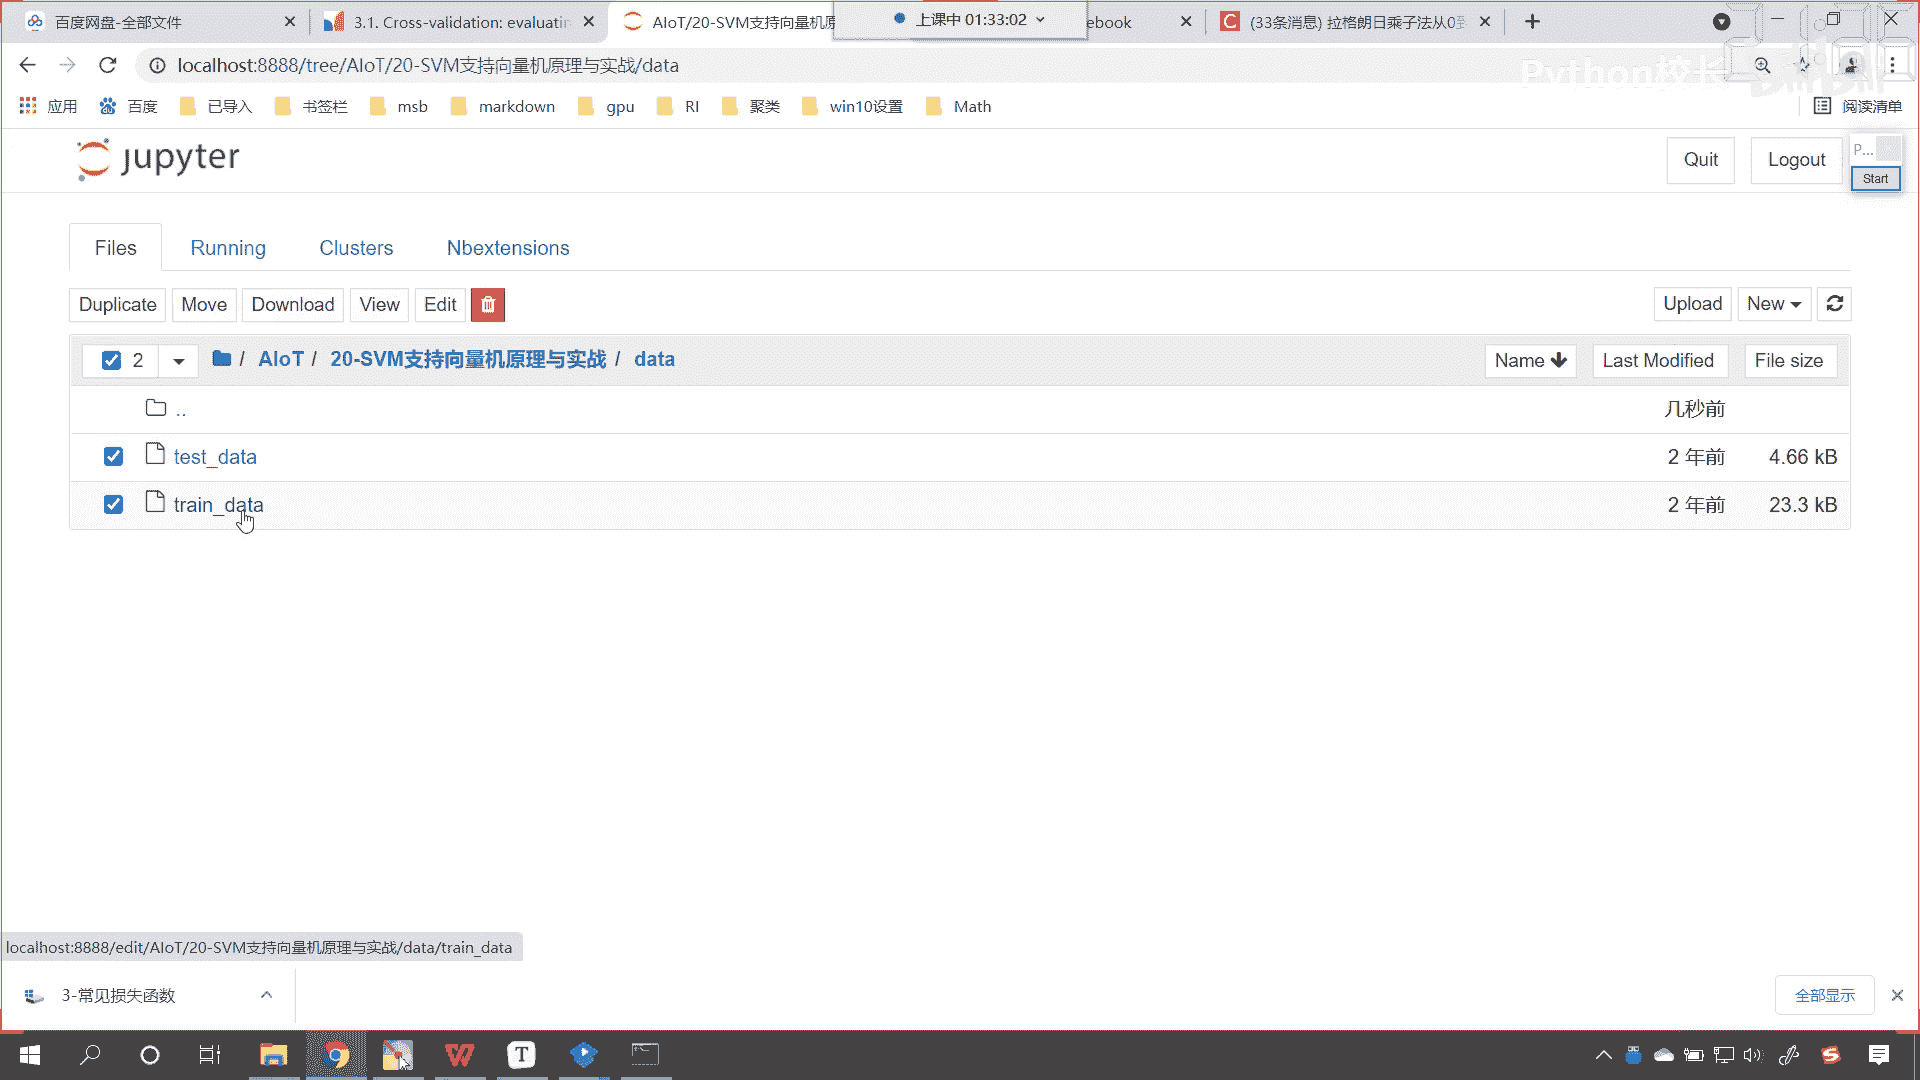 百度网盘-全部文件
3.1. Cross-validation: evaluatin
AIoT/20-SVM支持向量机原
上课中 01:33:02
ebook
(33条消息) 拉格朗日乘子法从0到
localhost:8888/tree/AIoT/20-SVM支持向量机原理与实战/data
Python校长
应用
百度
已导入
书签栏
msb
markdown
gpu
RI
聚类
win10设置
Math
阅读清单
jupyter
Quit
Logout
P...
Start
Files
Running
Clusters
Nbextensions
Duplicate
Move
Download
View
Edit
Upload
New
2
/ AIoT / 20-SVM支持向量机原理与实战 / data
Name
Last Modified
File size
..
几秒前
test_data
2 年前
4.66 kB
train_data
2 年前
23.3 kB
localhost:8888/edit/AIoT/20-SVM支持向量机原理与实战/data/train_data
3-常见损失函数
全部显示